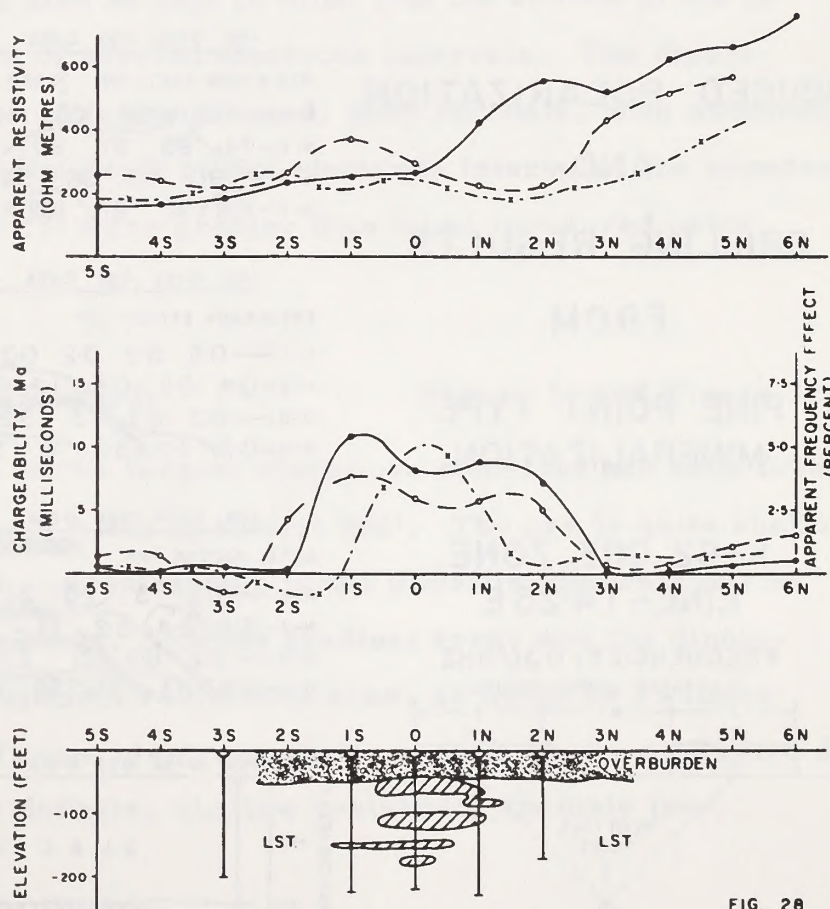 APPARENT RESISTIVITY
(OHM METRES)
600
400
200
5S 4S 3S 2S 1S 0 1N 2N 3N 4N 5N 6N
CHARGEABILITY Ma
(MILLISECONDS)
15
10
5
APPARENT FREQUENCY EFFECT
(PERCENT)
7·5
5·0
2·5
5S 4S 3S 2S 1S 0 1N 2N 3N 4N 5N 6N
ELEVATION (FEET)
5S 4S 3S 2S 1S 0 1N 2N 3N 4N 5N 6N
OVERBURDEN
-100
LST. LST.
-200
FIG. 28